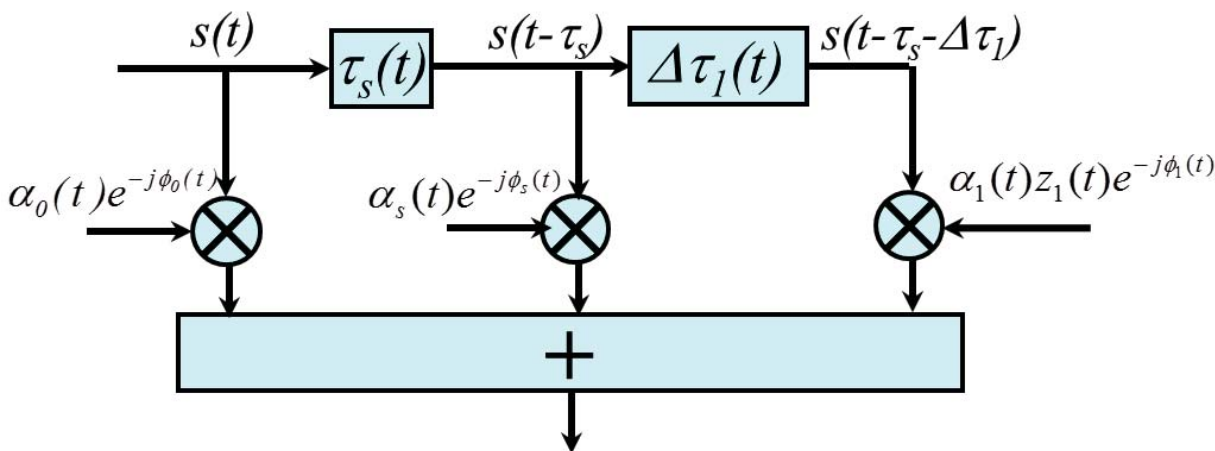 s(t)
τₛ(t)
s(t-τₛ)
Δτ₁(t)
s(t-τₛ-Δτ₁)
α₀(t)e^{-jϕ₀(t)}
αₛ(t)e^{-jϕₛ(t)}
α₁(t)z₁(t)e^{-jϕ₁(t)}
+